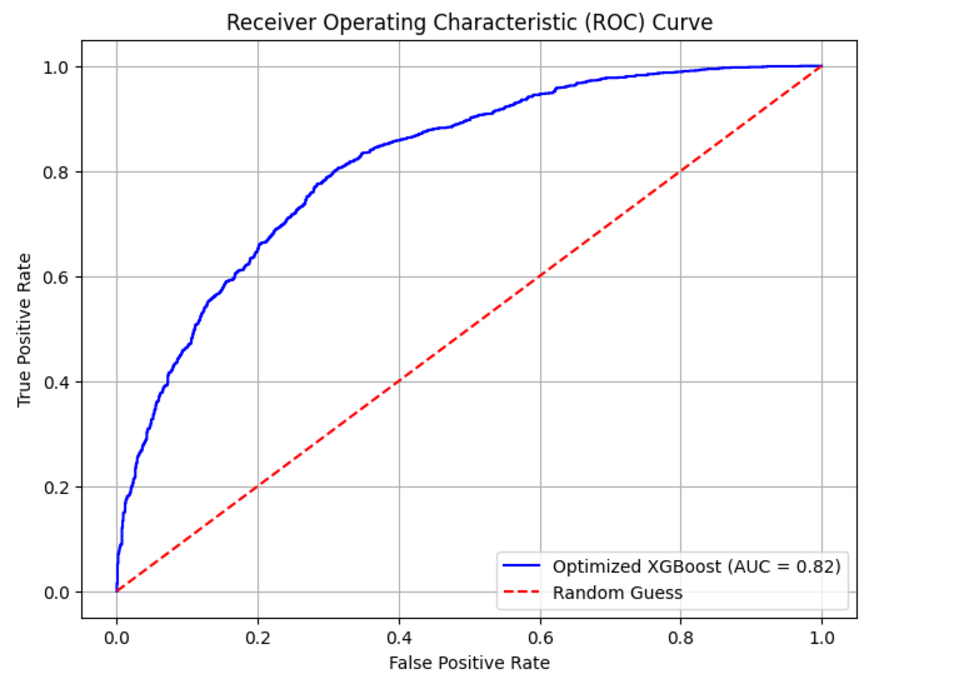 Receiver Operating Characteristic (ROC) Curve
True Positive Rate
1.0
0.8
0.6
0.4
0.2
0.0
Optimized XGBoost (AUC = 0.82)
Random Guess
0.0 0.2 0.4 0.6 0.8 1.0
False Positive Rate